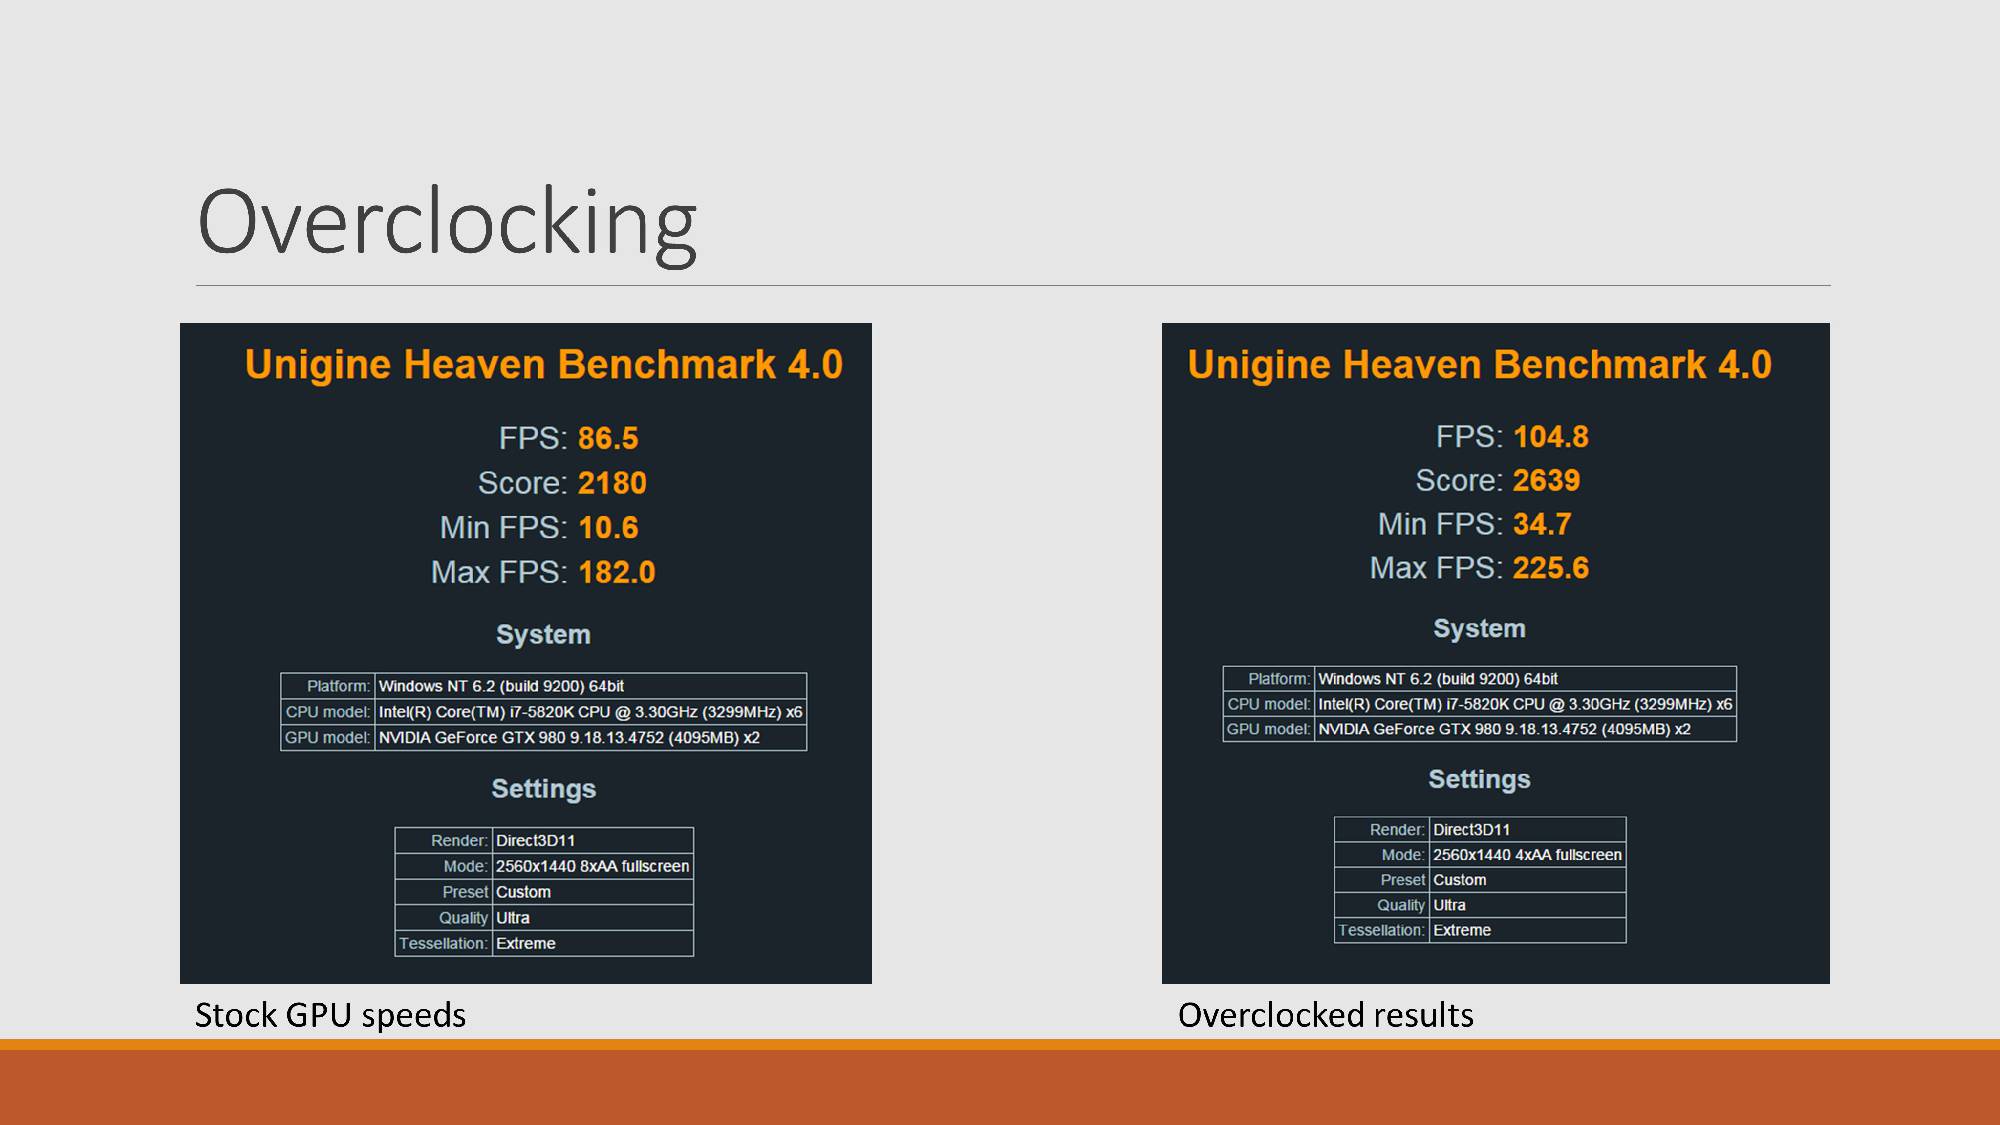 Overclocking
Unigine Heaven Benchmark 4.0
FPS: 86.5
Score: 2180
Min FPS: 10.6
Max FPS: 182.0
System
Platform: Windows NT 6.2 (build 9200) 64bit
CPU model: Intel(R) Core(TM) i7-5820K CPU @ 3.30GHz (3299MHz) x6
GPU model: NVIDIA GeForce GTX 980 9.18.13.4752 (4095MB) x2
Settings
Render: Direct3D11
Mode: 2560x1440 8xAA fullscreen
Preset Custom
Quality Ultra
Tessellation: Extreme
Stock GPU speeds
Unigine Heaven Benchmark 4.0
FPS: 104.8
Score: 2639
Min FPS: 34.7
Max FPS: 225.6
System
Platform: Windows NT 6.2 (build 9200) 64bit
CPU model: Intel(R) Core(TM) i7-5820K CPU @ 3.30GHz (3299MHz) x6
GPU model: NVIDIA GeForce GTX 980 9.18.13.4752 (4095MB) x2
Settings
Render: Direct3D11
Mode: 2560x1440 4xAA fullscreen
Preset Custom
Quality Ultra
Tessellation: Extreme
Overclocked results